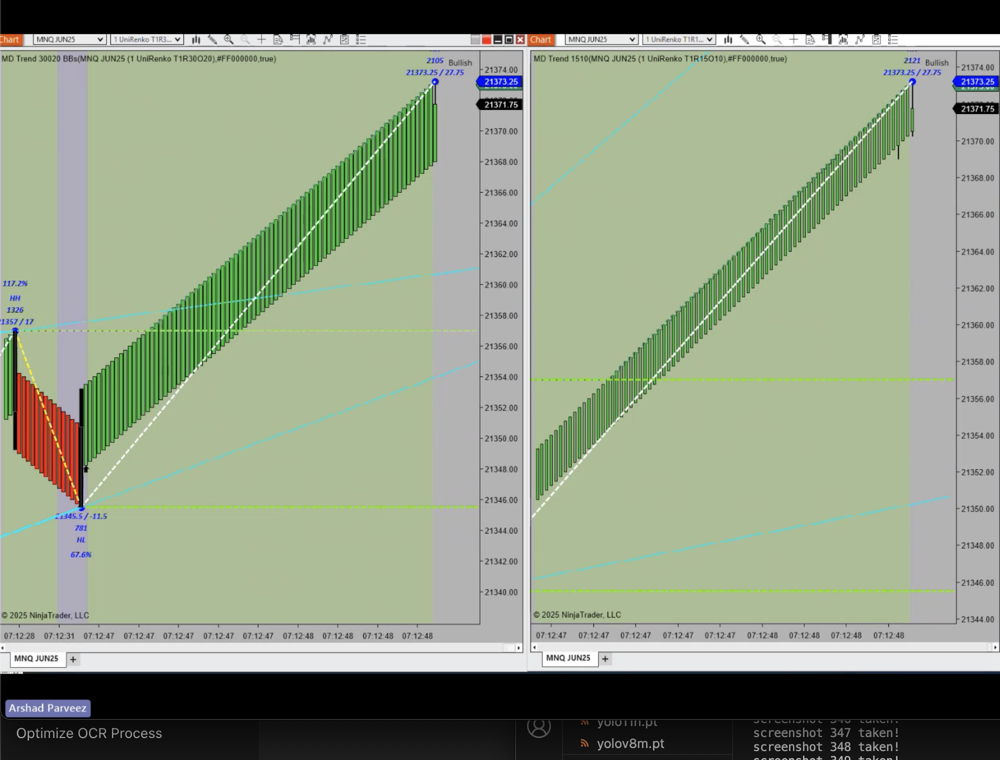 Chart
MNQ JUN25
1 UniRenko T1R3...
MD Trend 30020 BBs(MNQ JUN25 (1 UniRenko T1R30O20),#FF000000,true)
2105
Bullish
21373.25 / 27.75
21374.00
21373.25
21371.75
21370.00
21368.00
21366.00
21364.00
21362.00
21360.00
21358.00
21356.00
21354.00
21352.00
21350.00
21348.00
21346.00
21344.00
21342.00
21340.00
117.2%
HH
1326
21357 / 17
21345.5 / -11.5
781
HL
67.6%
© 2025 NinjaTrader, LLC
07:12:28 07:12:31 07:12:47 07:12:47 07:12:47 07:12:47 07:12:48 07:12:48 07:12:48 07:12:48 07:12:48
MNQ JUN25 +
Chart
MNQ JUN25
1 UniRenko T1R1...
MD Trend 1510(MNQ JUN25 (1 UniRenko T1R15O10),#FF000000,true)
2121
Bullish
21373.25 / 27.75
21374.00
21373.25
21371.75
21370.00
21368.00
21366.00
21364.00
21362.00
21360.00
21358.00
21356.00
21354.00
21352.00
21350.00
21348.00
21346.00
21344.00
© 2025 NinjaTrader, LLC
07:12:47 07:12:47 07:12:47 07:12:47 07:12:48 07:12:48 07:12:48 07:12:48 07:12:48
MNQ JUN25 +
Arshad Parveez
Optimize OCR Process
yolo11n.pt
yolov8m.pt
screenshot 346 taken!
screenshot 347 taken!
screenshot 348 taken!
screenshot 349 taken!